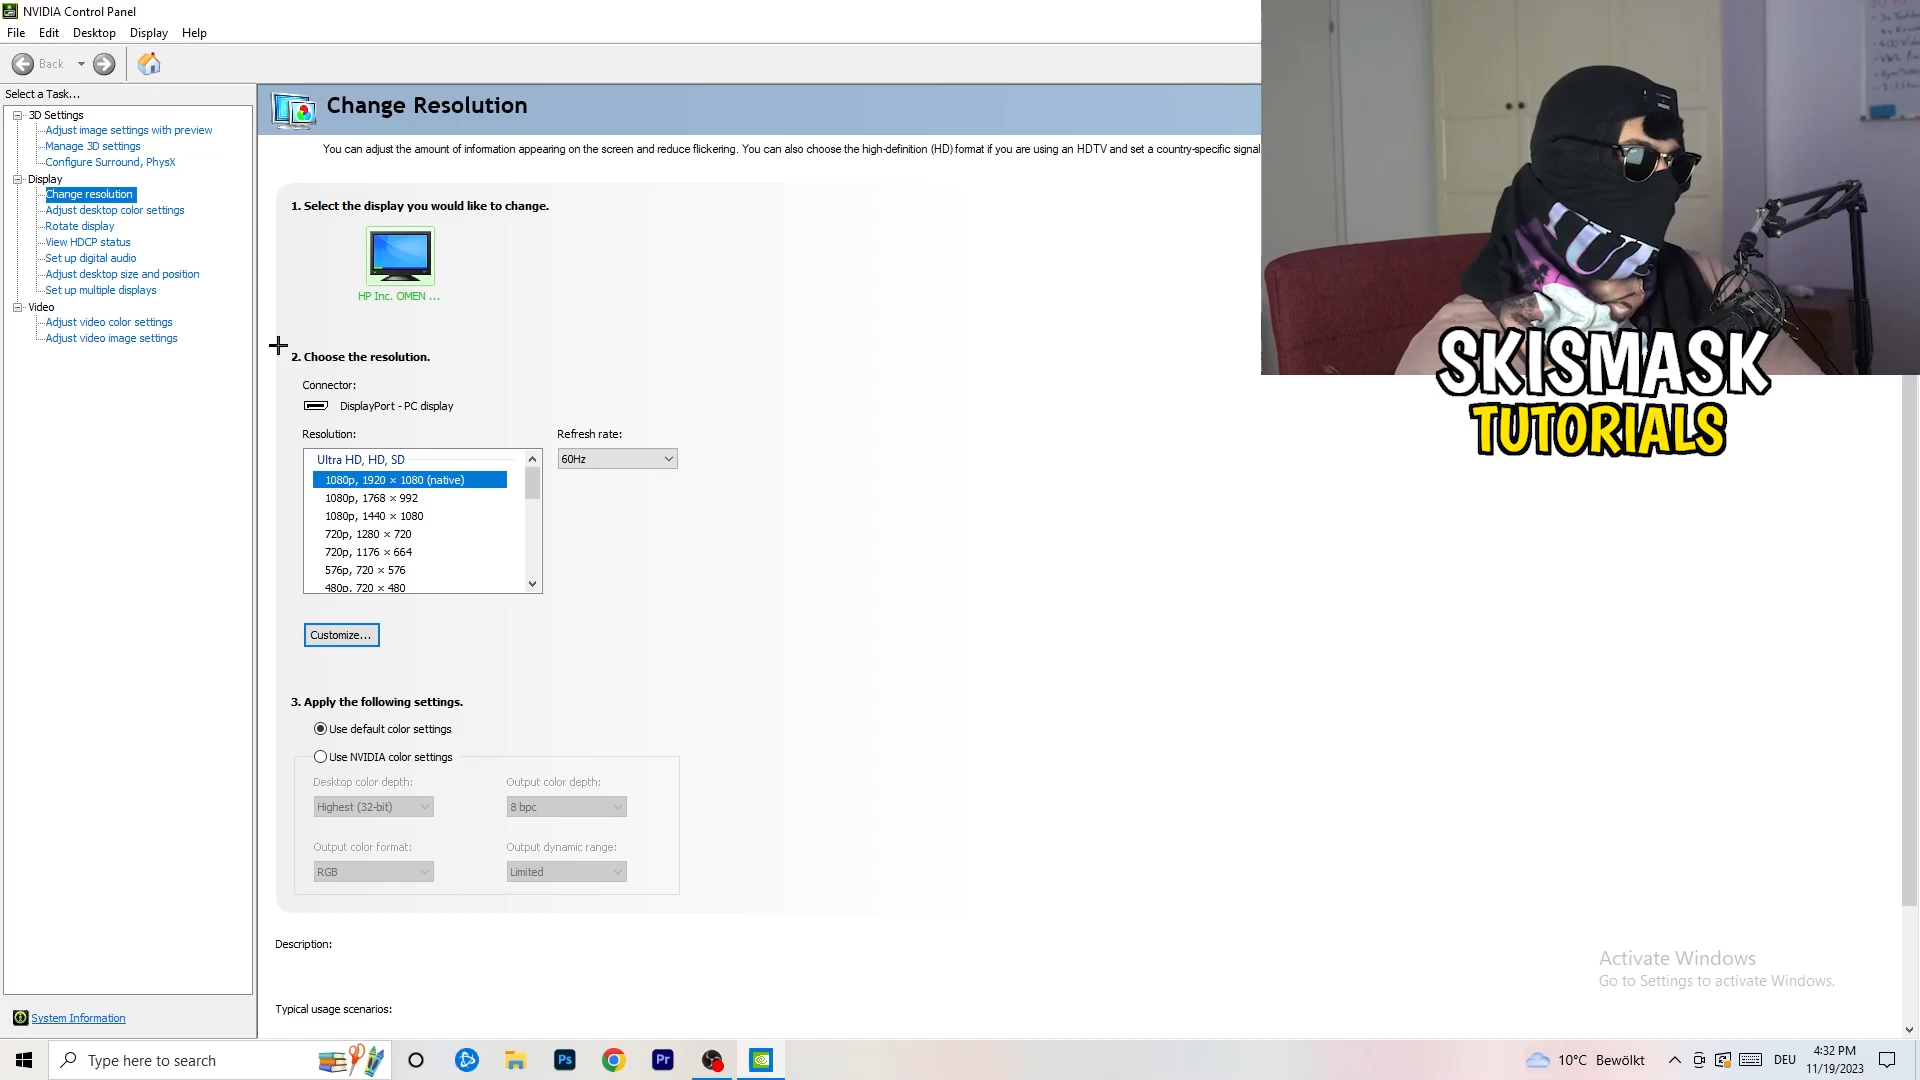 NVIDIA Control Panel
File Edit Desktop Display Help
Back
Select a Task...
3D Settings
Adjust image settings with preview
Manage 3D settings
Configure Surround, PhysX
Display
Change resolution
Adjust desktop color settings
Rotate display
View HDCP status
Set up digital audio
Adjust desktop size and position
Set up multiple displays
Video
Adjust video color settings
Adjust video image settings
System Information
Change Resolution
You can adjust the amount of information appearing on the screen and reduce flickering. You can also choose the high-definition (HD) format if you are using an HDTV and set a country-specific signal
1. Select the display you would like to change.
HP Inc. OMEN ...
2. Choose the resolution.
Connector:
DisplayPort - PC display
Resolution:
Refresh rate:
Ultra HD, HD, SD
60Hz
1080p, 1920 × 1080 (native)
1080p, 1768 × 992
1080p, 1440 × 1080
720p, 1280 × 720
720p, 1176 × 664
576p, 720 × 576
480p, 720 × 480
Customize...
3. Apply the following settings.
Use default color settings
Use NVIDIA color settings
Desktop color depth:
Output color depth:
Highest (32-bit)
8 bpc
Output color format:
Output dynamic range:
RGB
Limited
Description:
Typical usage scenarios:
SKISMASK
TUTORIALS
Activate Windows
Go to Settings to activate Windows.
Type here to search
Ps
Pr
10°C Bewölkt
DEU
4:32 PM
11/19/2023